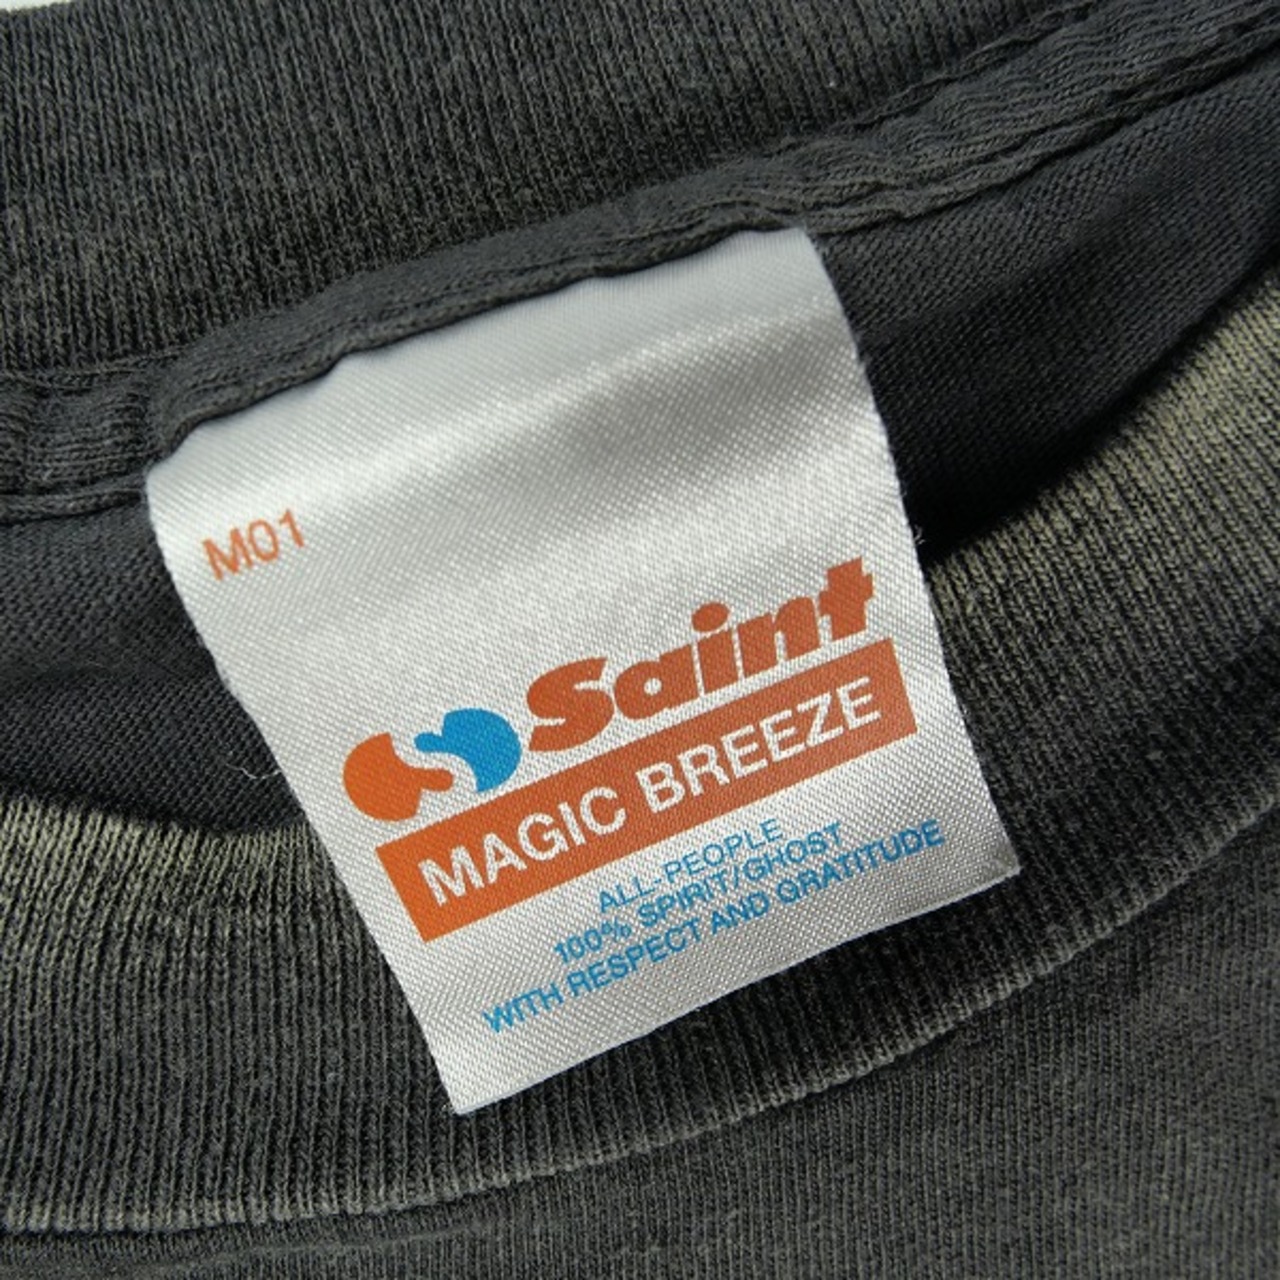 M01
Saint
MAGIC BREEZE
ALL-PEOPLE
100% SPIRIT/GHOST
WITH RESPECT AND GRATITUDE